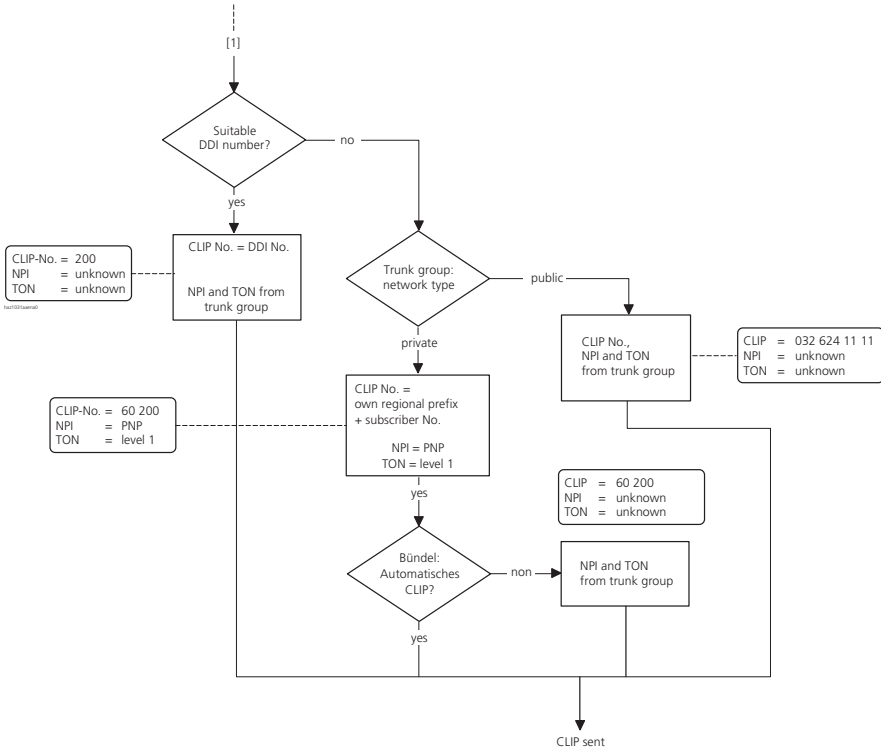 [1]
Suitable
DDI number?
no
yes
CLIP No. = DDI No.
NPI and TON from
trunk group
CLIP-No. = 200
NPI = unknown
TON = unknown
Trunk group:
network type
public
private
CLIP No.,
NPI and TON
from trunk group
CLIP = 032 624 11 11
NPI = unknown
TON = unknown
CLIP No. =
own regional prefix
+ subscriber No.
NPI = PNP
TON = level 1
CLIP-No. = 60 200
NPI = PNP
TON = level 1
yes
CLIP = 60 200
NPI = unknown
TON = unknown
Bündel:
Automatisches
CLIP?
non
NPI and TON
from trunk group
yes
CLIP sent